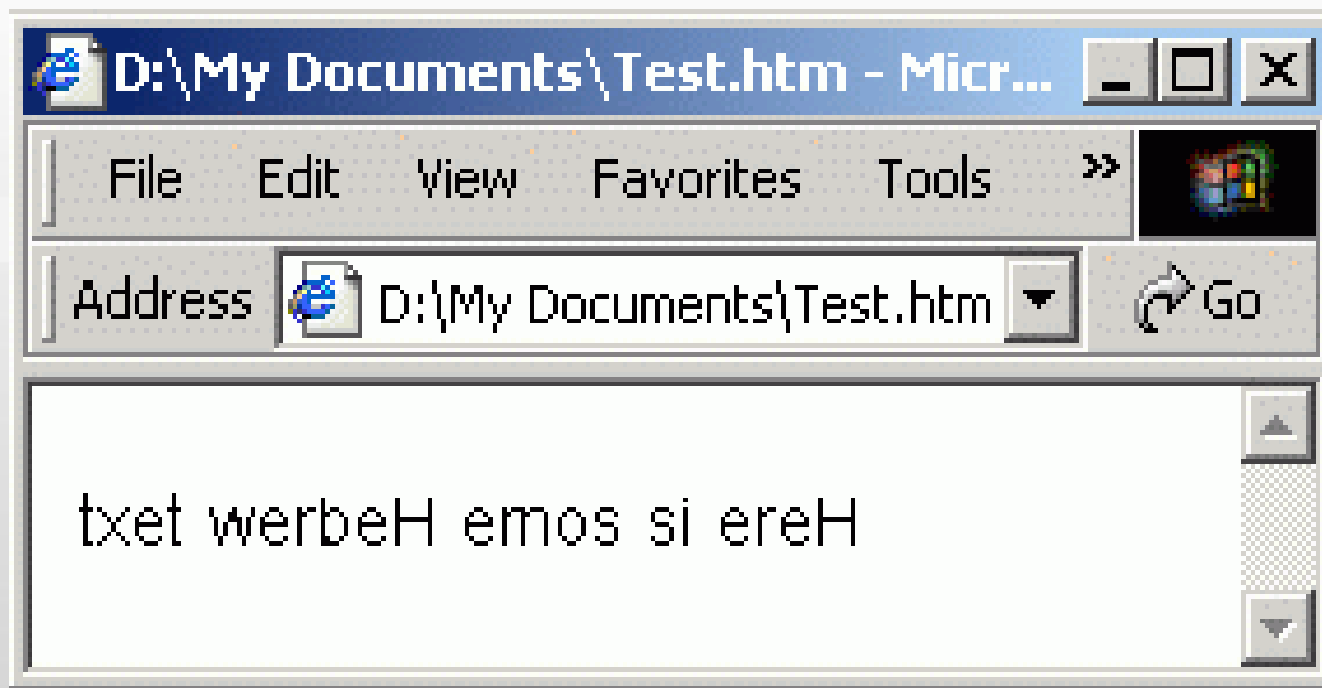 D:\My Documents\Test.htm - Micr...
File Edit View Favorites Tools »
Address D:\My Documents\Test.htm Go
txet werbeH emos si ereH